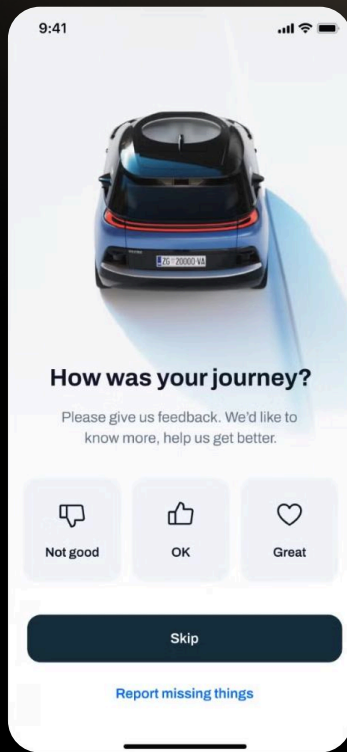 9:41
ZG 20000-VA
How was your journey?
Please give us feedback. We'd like to
know more, help us get better.
Not good
OK
Great
Skip
Report missing things